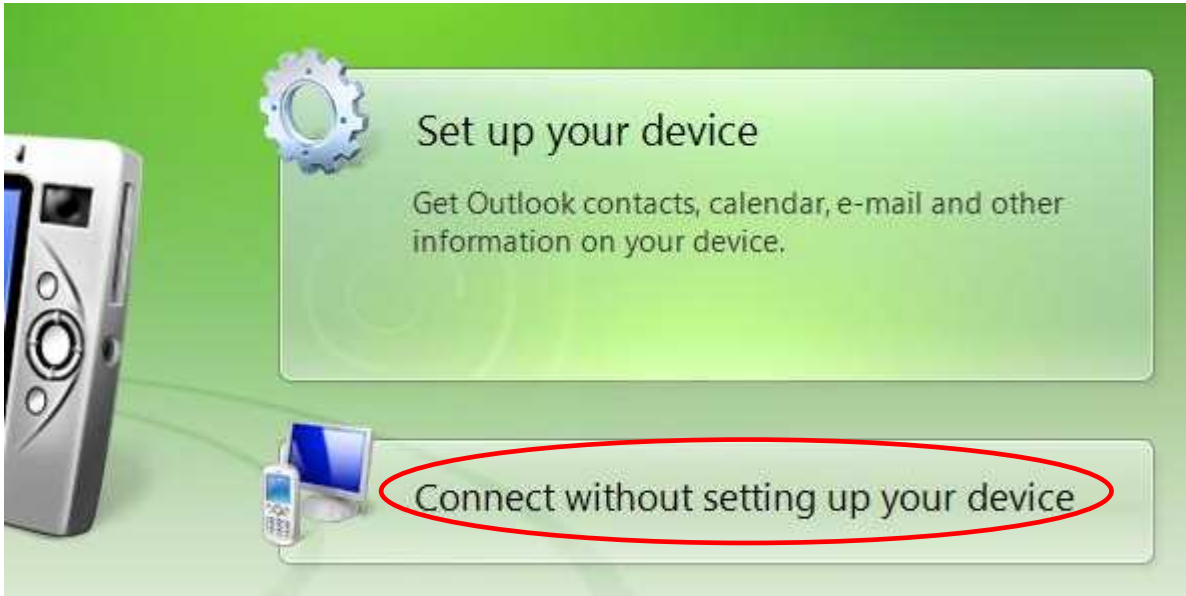 Set up your device
Get Outlook contacts, calendar, e-mail and other
information on your device.
Connect without setting up your device